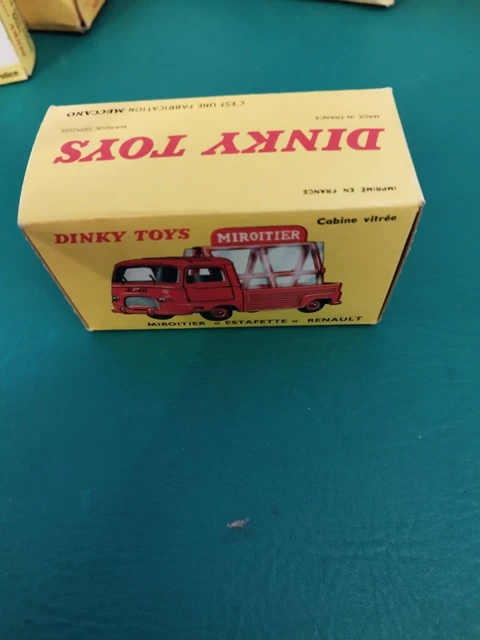 C'EST UNE FABRICATION MECCANO
MARQUE DÉPOSÉE
MADE IN FRANCE
DINKY TOYS
IMPRIMÉ EN FRANCE
Cabine vitrée
DINKY TOYS
MIROITIER
MIROITIER « ESTAFETTE » RENAULT